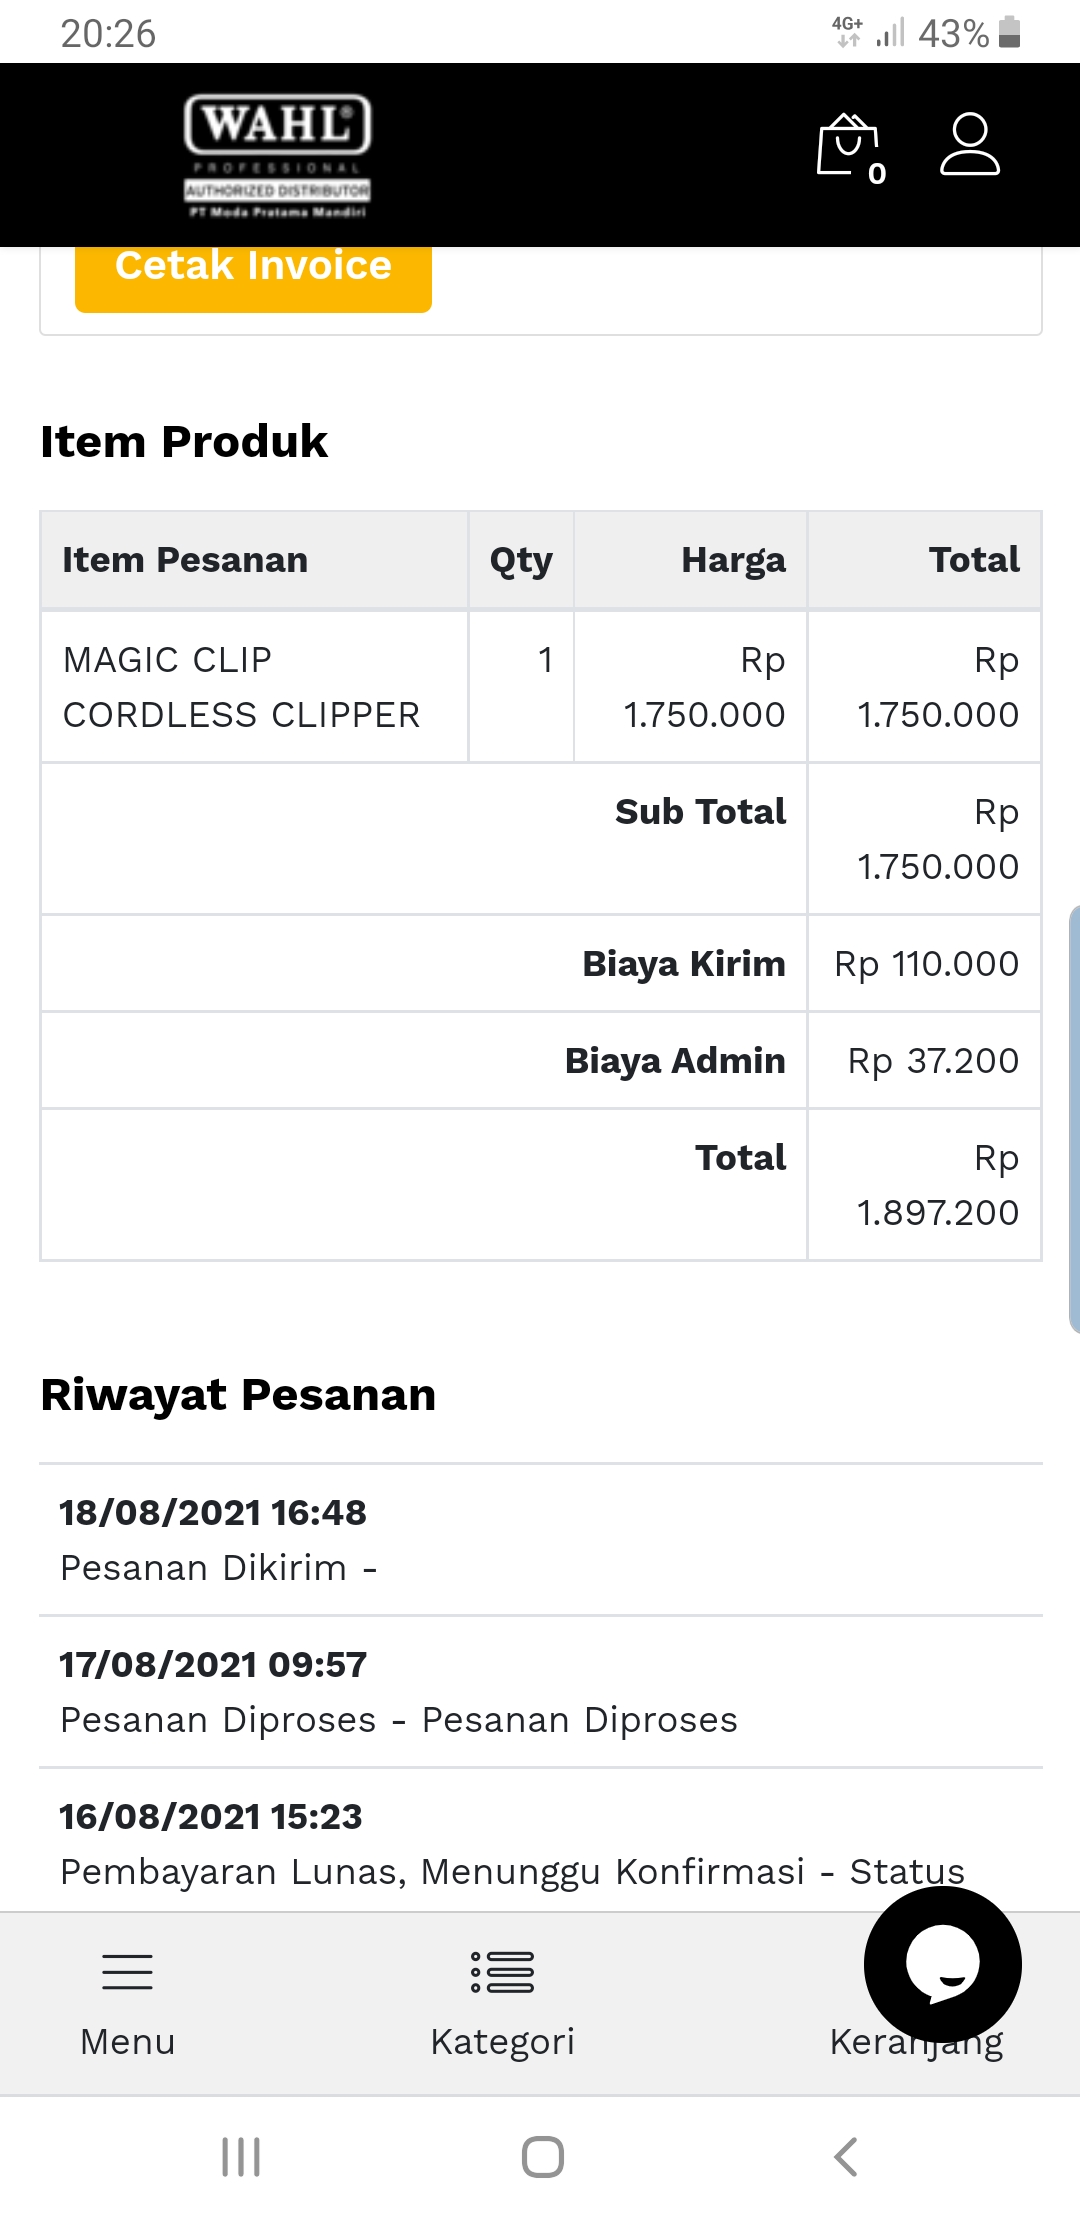 20:26
4G+
43%
WAHL®
PROFESSIONAL
AUTHORIZED DISTRIBUTOR
PT Moda Pratama Mandiri
0
Cetak Invoice
Item Produk
Item Pesanan Qty Harga Total
MAGIC CLIP 1 Rp Rp
CORDLESS CLIPPER 1.750.000 1.750.000
Sub Total Rp
1.750.000
Biaya Kirim Rp 110.000
Biaya Admin Rp 37.200
Total Rp
1.897.200
Riwayat Pesanan
18/08/2021 16:48
Pesanan Dikirim -
17/08/2021 09:57
Pesanan Diproses - Pesanan Diproses
16/08/2021 15:23
Pembayaran Lunas, Menunggu Konfirmasi - Status
Menu Kategori Keranjang